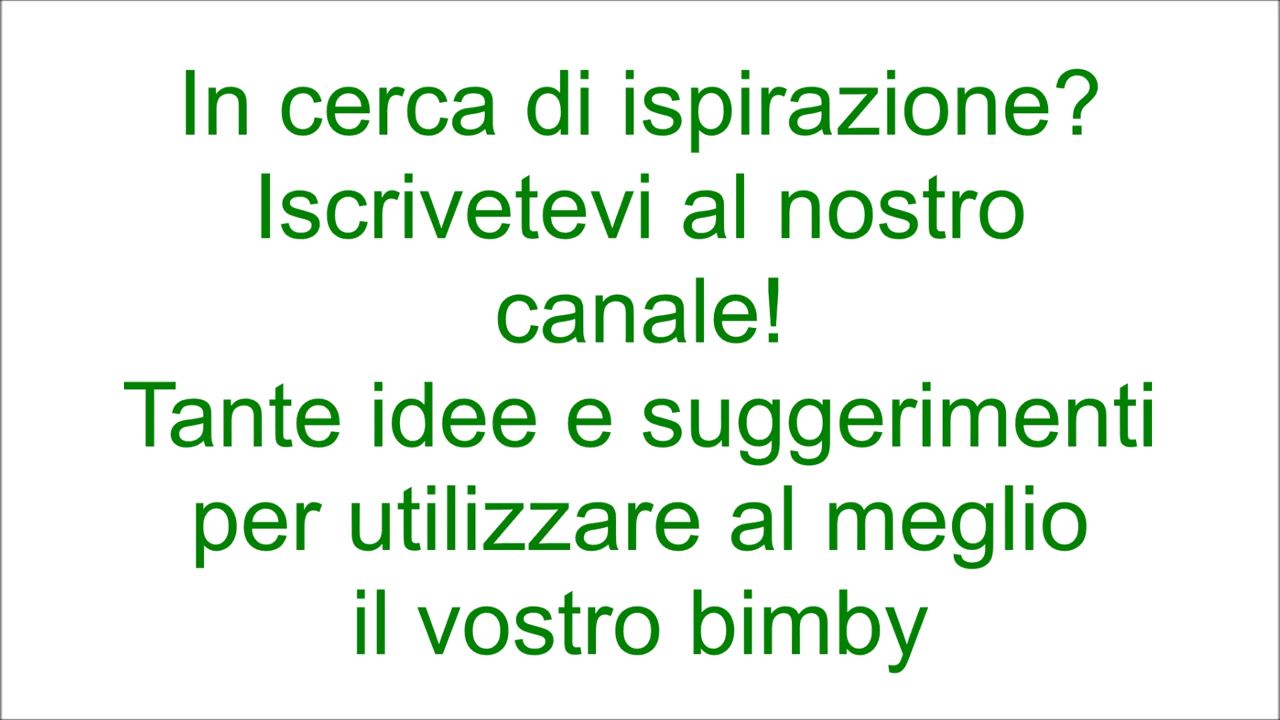 In cerca di ispirazione?
Iscrivetevi al nostro
canale!
Tante idee e suggerimenti
per utilizzare al meglio
il vostro bimby